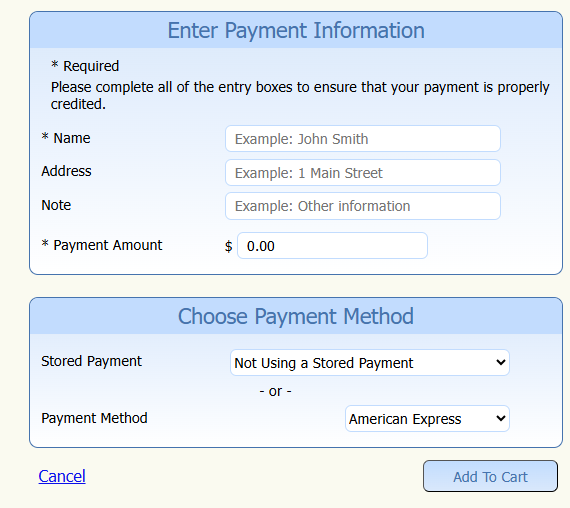 Enter Payment Information
* Required
Please complete all of the entry boxes to ensure that your payment is properly
credited.
* Name
Example: John Smith
Address
Example: 1 Main Street
Note
Example: Other information
* Payment Amount
$ 0.00
Choose Payment Method
Stored Payment
Not Using a Stored Payment
- or -
Payment Method
American Express
Cancel
Add To Cart